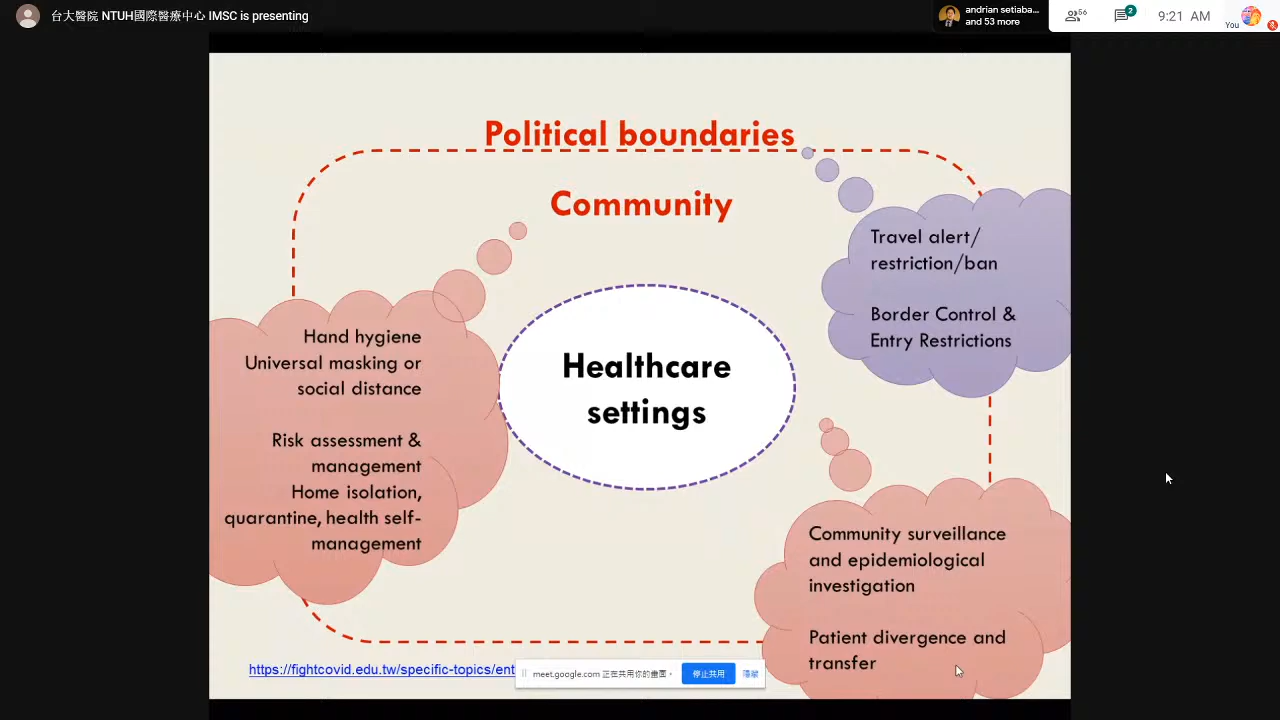 台大醫院 NTUH國際醫療中心 IMSC is presenting
andrian setiaba...
and 53 more
56
2
9:21 AM
You
Political boundaries
Community
Travel alert/
restriction/ban
Border Control &
Entry Restrictions
Hand hygiene
Universal masking or
social distance
Risk assessment &
management
Home isolation,
quarantine, health self-
management
Healthcare
settings
Community surveillance
and epidemiological
investigation
Patient divergence and
transfer
https://fightcovid.edu.tw/specific-topics/ent
meet.google.com 正在共用你的畫面。
停止共用
隱藏